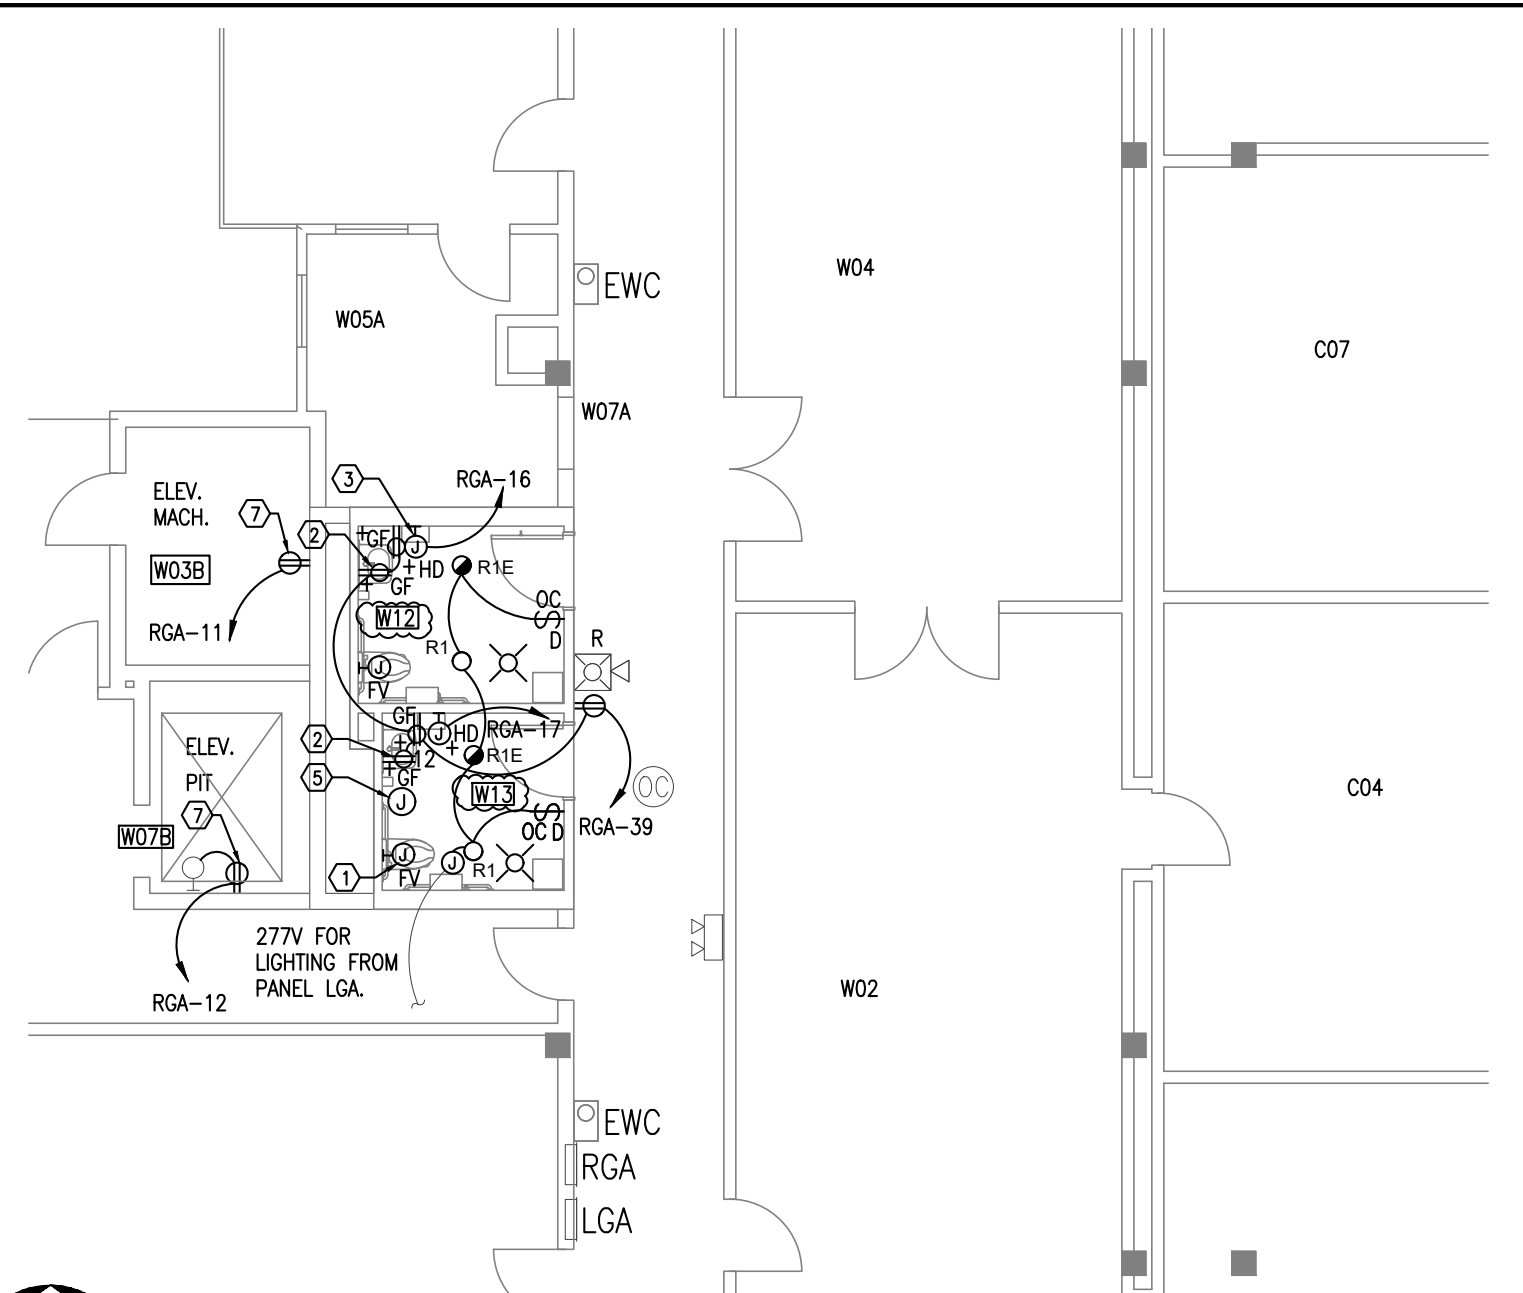 W04
EWC
W05A
C07
W07A
3
RGA-16
ELEV.
MACH.
7
2
GF
J
HD
R1E
W03B
GF
OC
S
D
W12
RGA-11
R1
R
J
FV
GF
J
HD
RGA-17
2
12
R1E
ELEV.
PIT
5
GF
J
W13
OC
C04
7
W07B
S
OC D
RGA-39
1
J
FV
J
R1
277V FOR
LIGHTING FROM
PANEL LGA.
RGA-12
W02
EWC
RGA
LGA